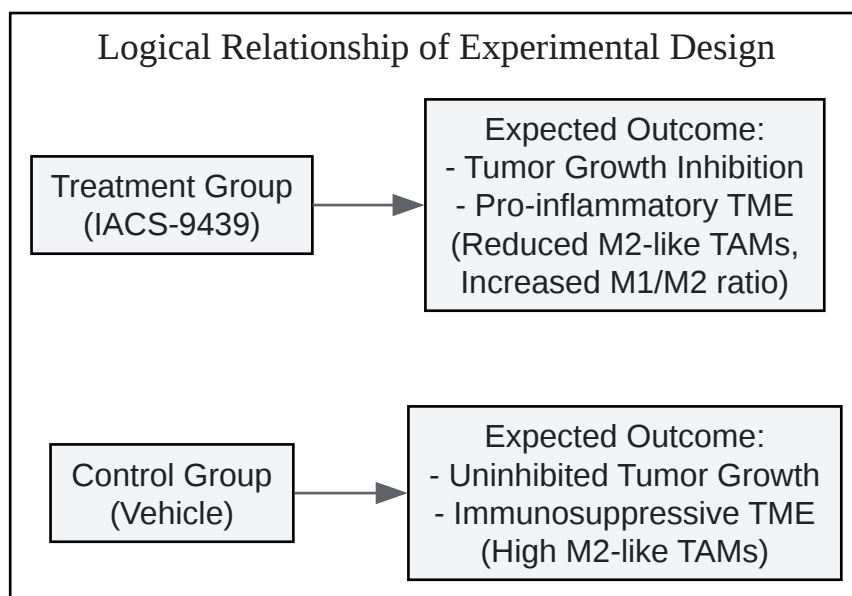 Logical Relationship of Experimental Design
Treatment Group
(IACS-9439)
Expected Outcome:
- Tumor Growth Inhibition
- Pro-inflammatory TME
(Reduced M2-like TAMs,
Increased M1/M2 ratio)
Control Group
(Vehicle)
Expected Outcome:
- Uninhibited Tumor Growth
- Immunosuppressive TME
(High M2-like TAMs)